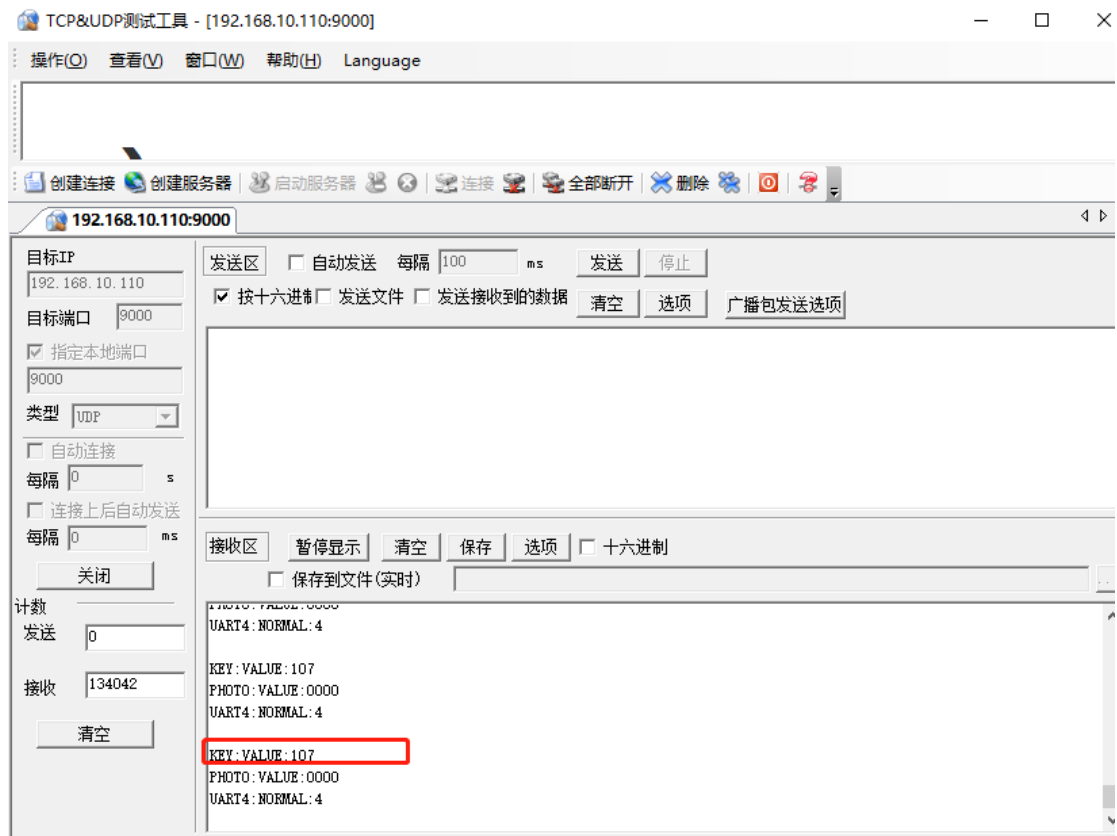 TCP&UDP测试工具 - [192.168.10.110:9000]
操作(O) 查看(V) 窗口(W) 帮助(H) Language
创建连接 创建服务器 启动服务器 连接 全部断开 删除
192.168.10.110:9000
目标IP
192.168.10.110
目标端口 9000
指定本地端口
9000
类型 UDP
自动连接
每隔 0 s
连接上后自动发送
每隔 0 ms
关闭
计数
发送 0
接收 134042
清空
发送区 自动发送 每隔 100 ms 发送 停止
按十六进制 发送文件 发送接收到的数据 清空 选项 广播包发送选项
接收区 暂停显示 清空 保存 选项 十六进制
保存到文件(实时) ..
PHOTO:VALUE:0000
UART4:NORMAL:4
KEY:VALUE:107
PHOTO:VALUE:0000
UART4:NORMAL:4
KEY:VALUE:107
PHOTO:VALUE:0000
UART4:NORMAL:4